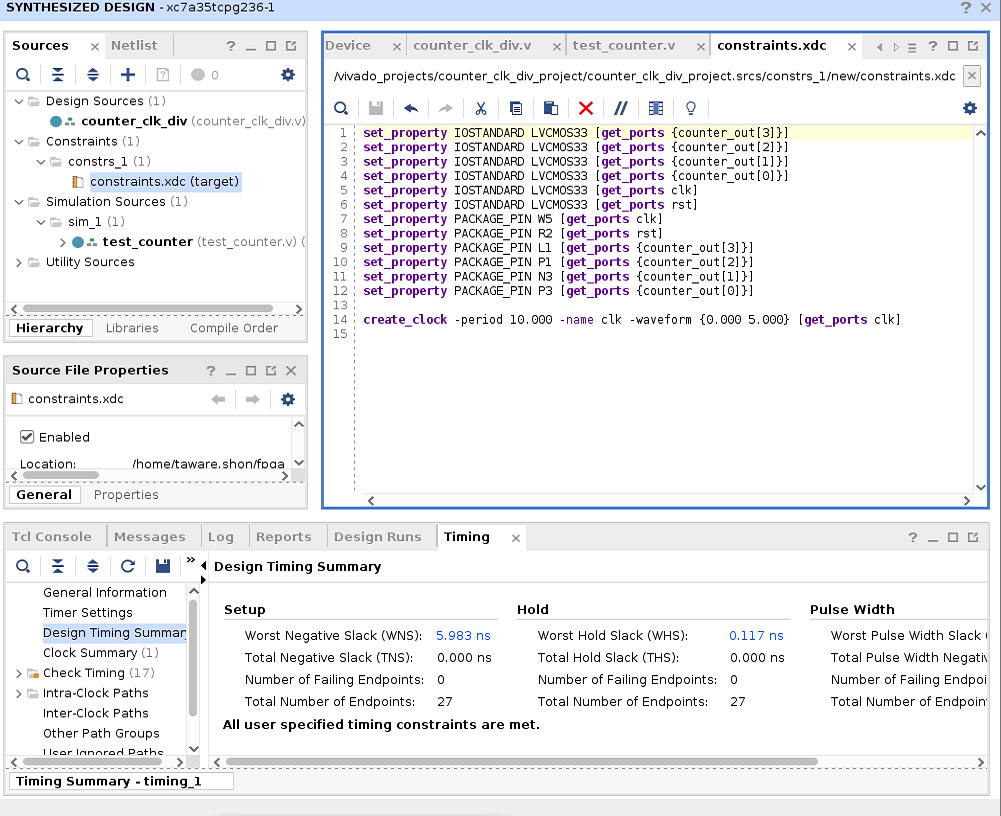 SYNTHESIZED DESIGN - xc7a35tcpg236-1
Sources
Netlist
0
Design Sources (1)
counter_clk_div (counter_clk_div.v)
Constraints (1)
constrs_1 (1)
constraints.xdc (target)
Simulation Sources (1)
sim_1 (1)
test_counter (test_counter.v) (
Utility Sources
Hierarchy
Libraries
Compile Order
Source File Properties
constraints.xdc
Enabled
Location: /home/taware.shon/fpga
General
Properties
Device
counter_clk_div.v
test_counter.v
constraints.xdc
/vivado_projects/counter_clk_div_project/counter_clk_div_project.srcs/constrs_1/new/constraints.xdc
1 set_property IOSTANDARD LVCMOS33 [get_ports {counter_out[3]}]
2 set_property IOSTANDARD LVCMOS33 [get_ports {counter_out[2]}]
3 set_property IOSTANDARD LVCMOS33 [get_ports {counter_out[1]}]
4 set_property IOSTANDARD LVCMOS33 [get_ports {counter_out[0]}]
5 set_property IOSTANDARD LVCMOS33 [get_ports clk]
6 set_property IOSTANDARD LVCMOS33 [get_ports rst]
7 set_property PACKAGE_PIN W5 [get_ports clk]
8 set_property PACKAGE_PIN R2 [get_ports rst]
9 set_property PACKAGE_PIN L1 [get_ports {counter_out[3]}]
10 set_property PACKAGE_PIN P1 [get_ports {counter_out[2]}]
11 set_property PACKAGE_PIN N3 [get_ports {counter_out[1]}]
12 set_property PACKAGE_PIN P3 [get_ports {counter_out[0]}]
13
14 create_clock -period 10.000 -name clk -waveform {0.000 5.000} [get_ports clk]
15
Tcl Console
Messages
Log
Reports
Design Runs
Timing
General Information
Timer Settings
Design Timing Summar
Clock Summary (1)
Check Timing (17)
Intra-Clock Paths
Inter-Clock Paths
Other Path Groups
User Ignored Paths
Design Timing Summary
Setup
Worst Negative Slack (WNS): 5.983 ns
Total Negative Slack (TNS): 0.000 ns
Number of Failing Endpoints: 0
Total Number of Endpoints: 27
Hold
Worst Hold Slack (WHS): 0.117 ns
Total Hold Slack (THS): 0.000 ns
Number of Failing Endpoints: 0
Total Number of Endpoints: 27
Pulse Width
Worst Pulse Width Slack (
Total Pulse Width Negativ
Number of Failing Endpoi
Total Number of Endpoin
All user specified timing constraints are met.
Timing Summary - timing_1